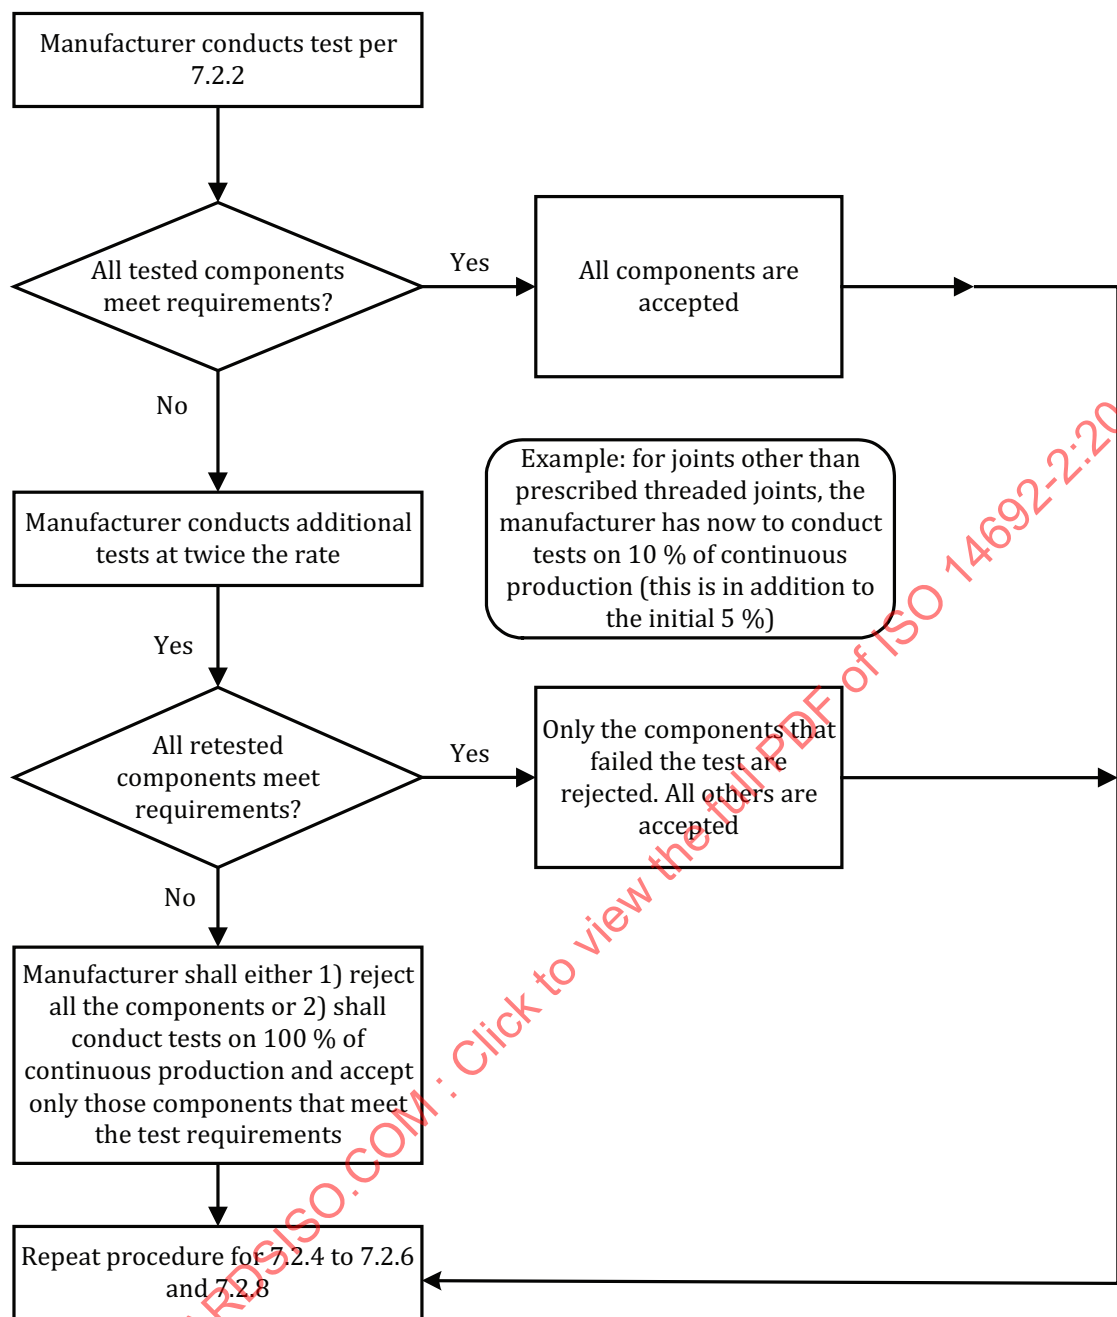 Manufacturer conducts test per
7.2.2
All tested components
meet requirements?
Yes
All components are
accepted
No
Example: for joints other than
prescribed threaded joints, the
manufacturer has now to conduct
tests on 10 % of continuous
production (this is in addition to
the initial 5 %)
Manufacturer conducts additional
tests at twice the rate
Yes
All retested
components meet
requirements?
Yes
Only the components that
failed the test are
rejected. All others are
accepted
No
Manufacturer shall either 1) reject
all the components or 2) shall
conduct tests on 100 % of
continuous production and accept
only those components that meet
the test requirements
Repeat procedure for 7.2.4 to 7.2.6
and 7.2.8
RDSISO.COM : Click to view the full PDF of ISO 14692-2:20